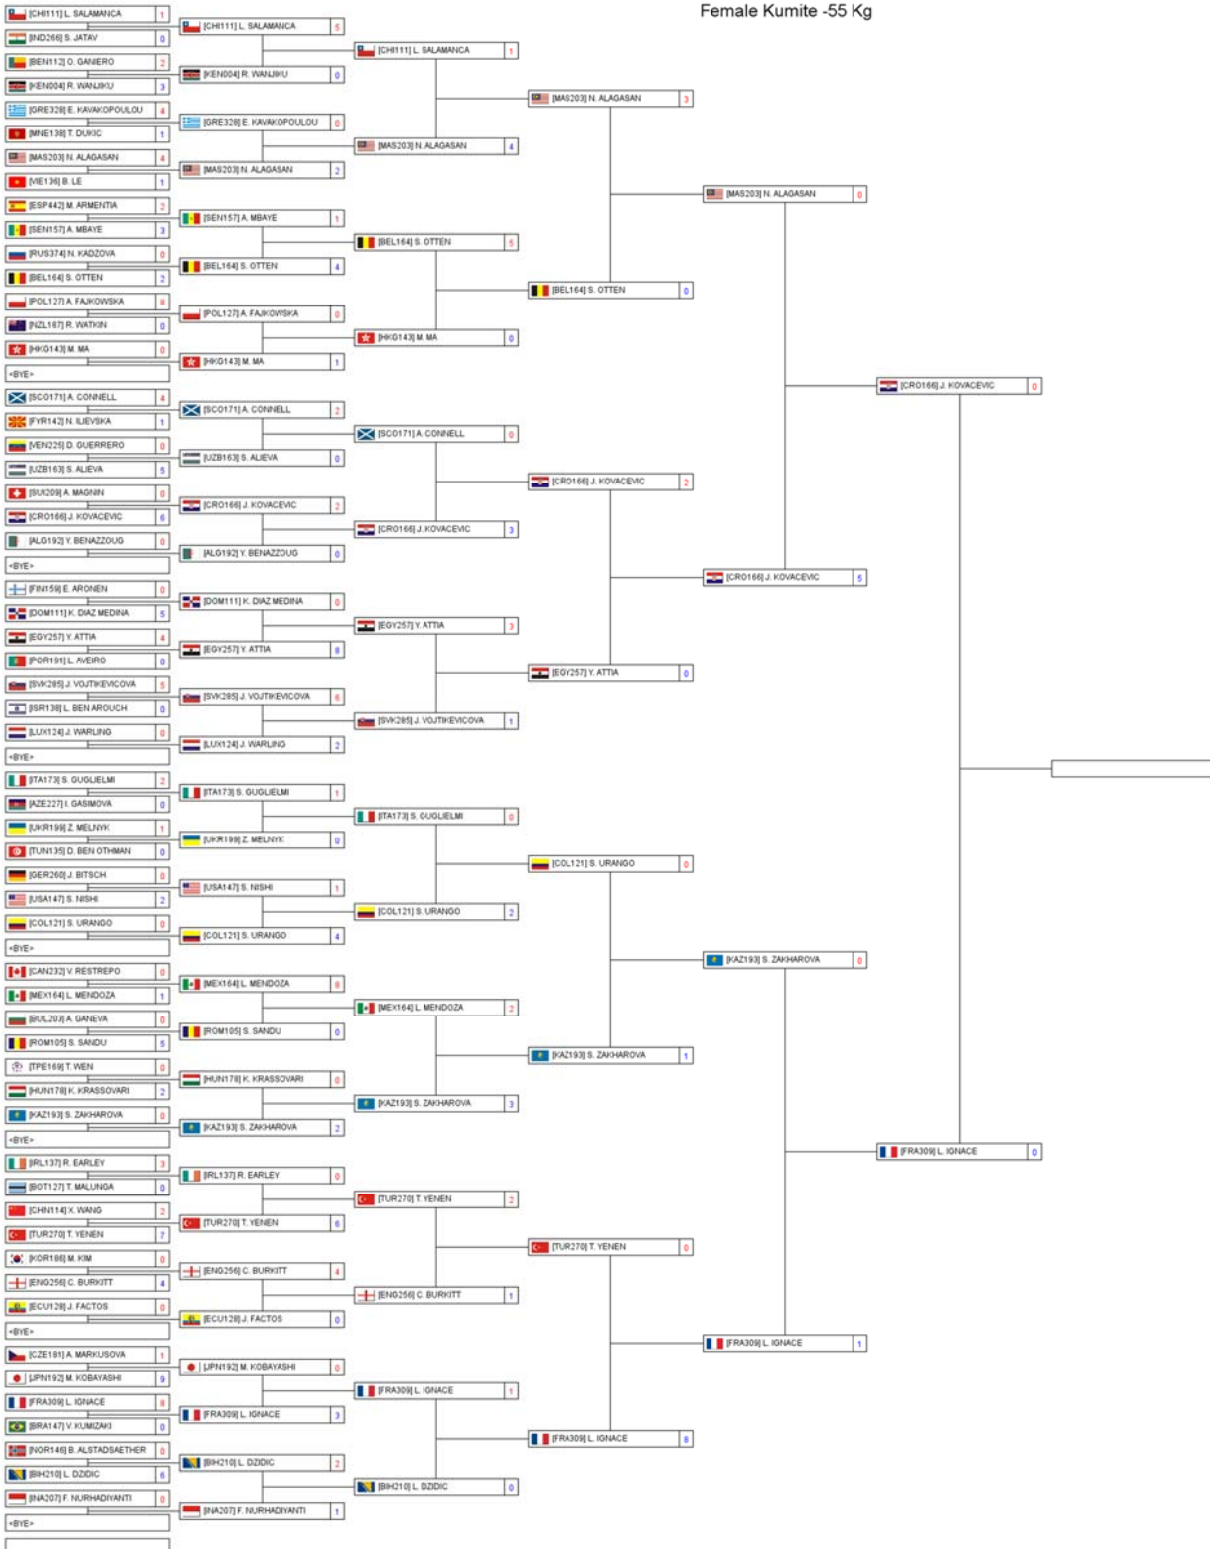 Female Kumite -55 Kg
[CHI111] L. SALAMANCA 1
[IND266] S. JATAV 0
[BEN112] O. GANIERO 2
[KEN004] R. WANJIKU 3
[GRE328] E. KAVAKOPOULOU 4
[MNE138] T. DUKIC 1
[MAS203] N. ALAGASAN 4
[VIE136] B. LE 1
[ESP442] M. ARMENTIA 2
[SEN157] A. MBAYE 3
[RUS374] N. KADZOVA 0
[BEL164] S. OTTEN 2
[POL127] A. FAJKOWSKA 8
[NZL187] R. WATKIN 0
[HKG143] M. MA 0
<BYE>
[SCO171] A. CONNELL 4
[FYR142] N. ILIEVSKA 1
[VEN225] D. GUERRERO 0
[UZB163] S. ALIEVA 5
[SUI209] A. MAGNIN 0
[CRO166] J. KOVACEVIC 6
[ALG192] Y. BENAZZOUG 0
<BYE>
[FIN159] E. ARONEN 0
[DOM111] K. DIAZ MEDINA 5
[EGY257] Y. ATTIA 4
[POR191] L. AVEIRO 0
[SVK285] J. VOJTIKEVICOVA 5
[ISR138] L. BEN AROUCH 0
[LUX124] J. WARLING 0
<BYE>
[ITA173] S. GUGLIELMI 2
[AZE227] I. GASIMOVA 0
[UKR199] Z. MELNYK 1
[TUN135] D. BEN OTHMAN 0
[GER260] J. BITSCH 0
[USA147] S. NISHI 2
[COL121] S. URANGO 0
<BYE>
[CAN232] V. RESTREPO 0
[MEX164] L. MENDOZA 1
[BUL203] A. GANEVA 0
[ROM105] S. SANDU 5
[TPE169] T. WEN 0
[HUN178] K. KRASSOVARI 2
[KAZ193] S. ZAKHAROVA 0
<BYE>
[IRL137] R. EARLEY 3
[BOT127] T. MALUNGA 0
[CHN114] X. WANG 2
[TUR270] T. YENEN 7
[KOR186] M. KIM 0
[ENG256] C. BURKITT 4
[ECU128] J. FACTOS 0
<BYE>
[CZE181] A. MARKUSOVA 1
[JPN192] M. KOBAYASHI 9
[FRA309] L. IGNACE 8
[BRA147] V. KUMIZAKI 0
[NOR146] B. ALSTADSAETHER 0
[BIH210] L. DZIDIC 6
[INA207] F. NURHADIYANTI 0
<BYE>
[CHI111] L. SALAMANCA 5
[KEN004] R. WANJIKU 0
[GRE328] E. KAVAKOPOULOU 0
[MAS203] N. ALAGASAN 2
[SEN157] A. MBAYE 1
[BEL164] S. OTTEN 4
[POL127] A. FAJKOWSKA 0
[HKG143] M. MA 1
[SCO171] A. CONNELL 2
[UZB163] S. ALIEVA 0
[CRO166] J. KOVACEVIC 2
[ALG192] Y. BENAZZOUG 0
[DOM111] K. DIAZ MEDINA 0
[EGY257] Y. ATTIA 8
[SVK285] J. VOJTIKEVICOVA 6
[LUX124] J. WARLING 2
[ITA173] S. GUGLIELMI 1
[UKR199] Z. MELNYK 0
[USA147] S. NISHI 1
[COL121] S. URANGO 4
[MEX164] L. MENDOZA 8
[ROM105] S. SANDU 0
[HUN178] K. KRASSOVARI 0
[KAZ193] S. ZAKHAROVA 2
[IRL137] R. EARLEY 0
[TUR270] T. YENEN 6
[ENG256] C. BURKITT 4
[ECU128] J. FACTOS 0
[JPN192] M. KOBAYASHI 0
[FRA309] L. IGNACE 3
[BIH210] L. DZIDIC 2
[INA207] F. NURHADIYANTI 1
[CHI111] L. SALAMANCA 1
[MAS203] N. ALAGASAN 4
[BEL164] S. OTTEN 5
[HKG143] M. MA 0
[SCO171] A. CONNELL 0
[CRO166] J. KOVACEVIC 3
[EGY257] Y. ATTIA 3
[SVK285] J. VOJTIKEVICOVA 1
[ITA173] S. GUGLIELMI 0
[COL121] S. URANGO 2
[MEX164] L. MENDOZA 2
[KAZ193] S. ZAKHAROVA 3
[TUR270] T. YENEN 2
[ENG256] C. BURKITT 1
[FRA309] L. IGNACE 1
[BIH210] L. DZIDIC 0
[MAS203] N. ALAGASAN 3
[BEL164] S. OTTEN 0
[CRO166] J. KOVACEVIC 2
[EGY257] Y. ATTIA 0
[COL121] S. URANGO 0
[KAZ193] S. ZAKHAROVA 1
[TUR270] T. YENEN 0
[FRA309] L. IGNACE 8
[MAS203] N. ALAGASAN 0
[CRO166] J. KOVACEVIC 5
[KAZ193] S. ZAKHAROVA 0
[FRA309] L. IGNACE 1
[CRO166] J. KOVACEVIC 0
[FRA309] L. IGNACE 0